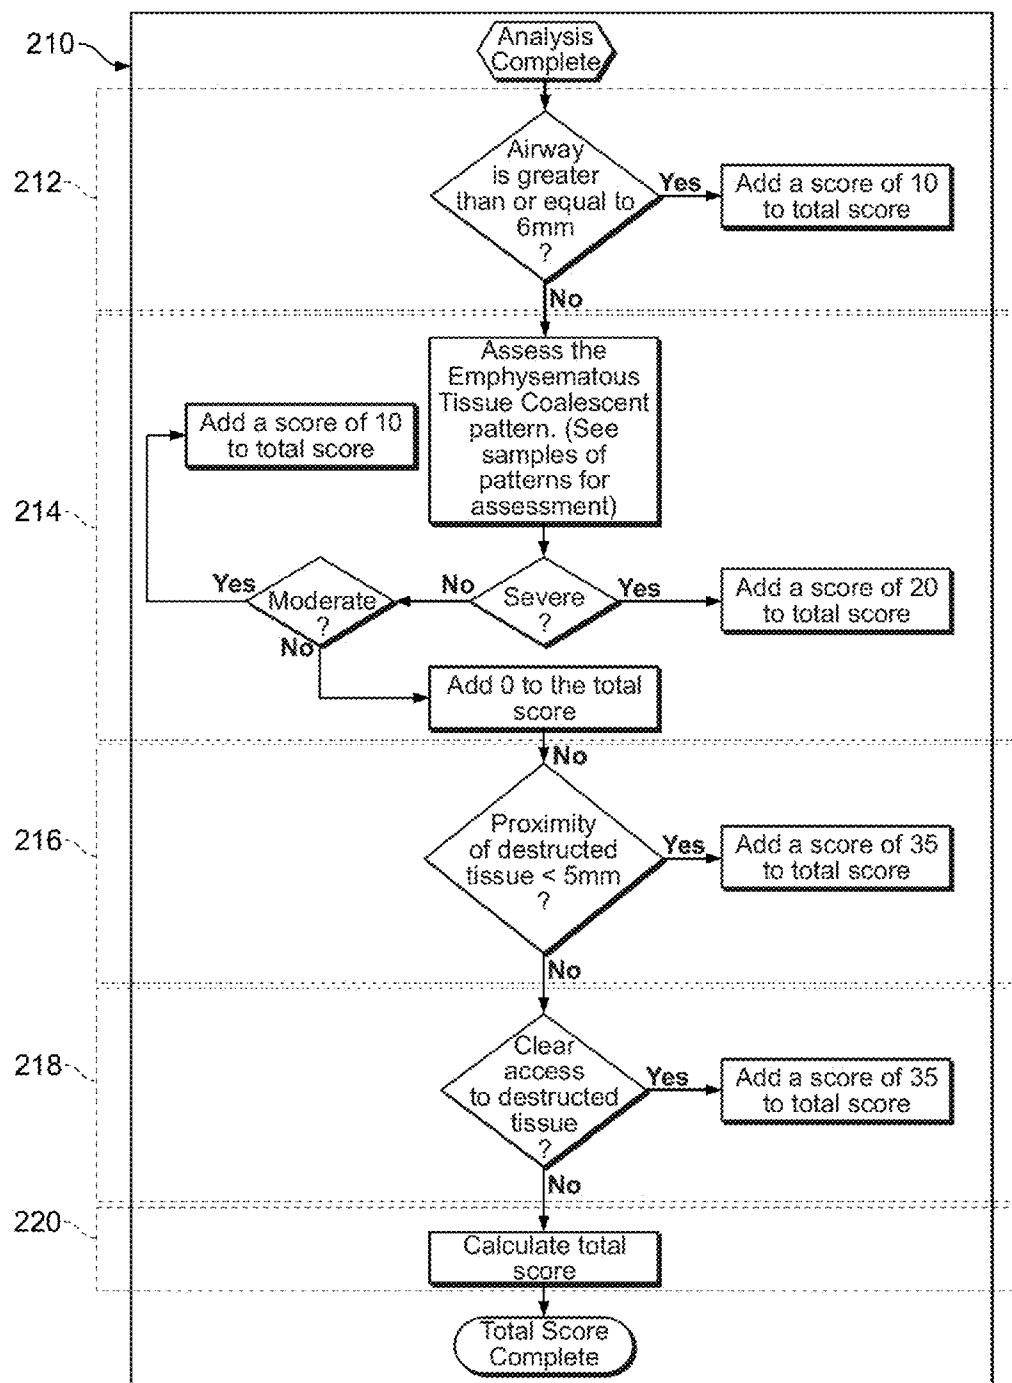 210
Analysis
Complete
212
Airway
is greater
than or equal to
6mm
?
Yes
Add a score of 10
to total score
No
214
Assess the
Emphysematous
Tissue Coalescent
pattern. (See
samples of
patterns for
assessment)
Add a score of 10
to total score
Yes
Moderate
?
No
Severe
?
Yes
Add a score of 20
to total score
No
Add 0 to the total
score
No
216
Proximity
of destructed
tissue < 5mm
?
Yes
Add a score of 35
to total score
No
218
Clear
access
to destructed
tissue
?
Yes
Add a score of 35
to total score
No
220
Calculate total
score
Total Score
Complete